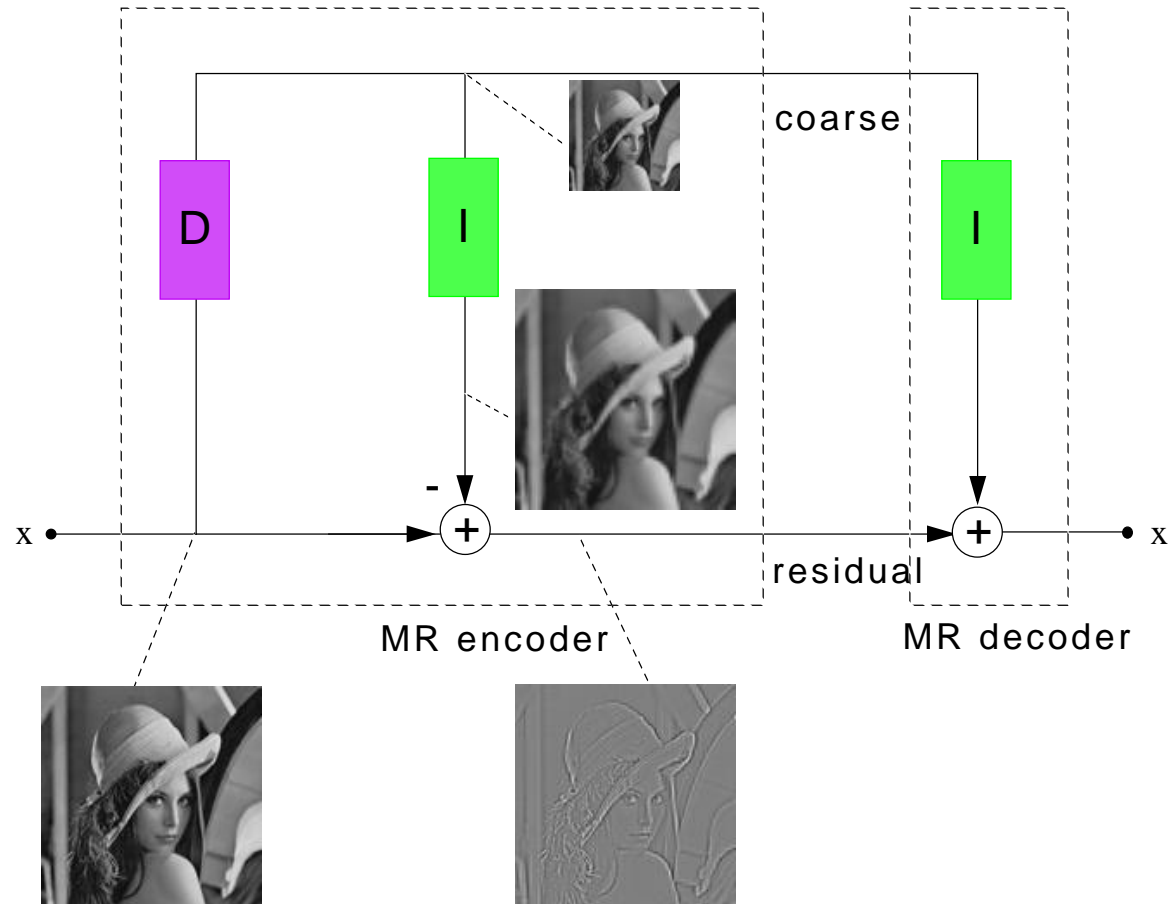 coarse
D
I
I
-
+
+
x
x
residual
MR encoder
MR decoder